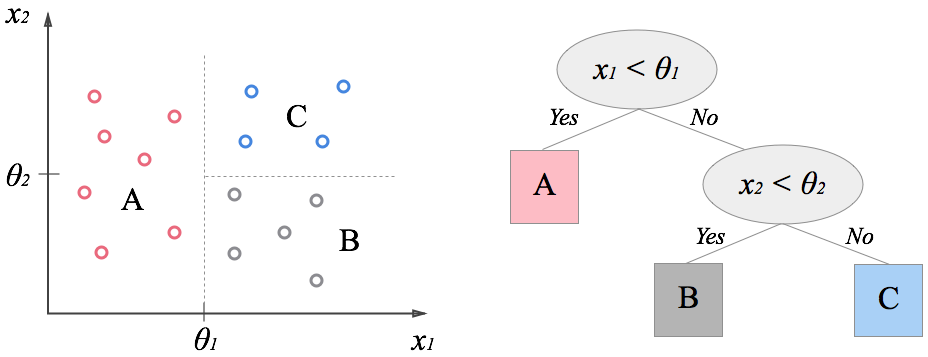 x2
C
θ2
A
B
θ1
x1
x1 < θ1
Yes
No
A
x2 < θ2
Yes
No
B
C